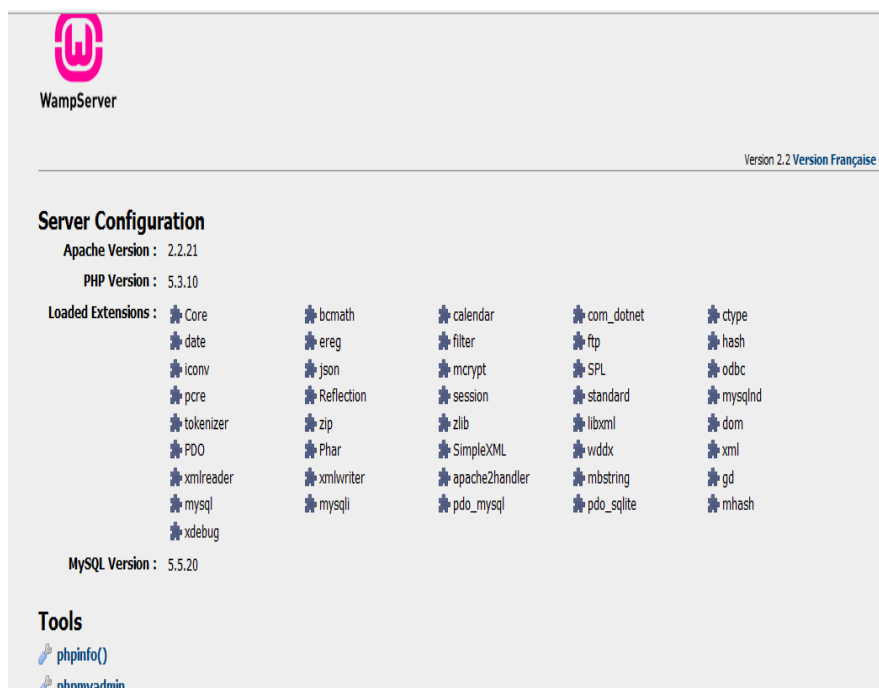 WampServer
Version 2.2 Version Française
Server Configuration
Apache Version : 2.2.21
PHP Version : 5.3.10
Loaded Extensions : Core bcmath calendar com_dotnet ctype
date ereg filter ftp hash
iconv json mcrypt SPL odbc
pcre Reflection session standard mysqlnd
tokenizer zip zlib libxml dom
PDO Phar SimpleXML wddx xml
xmlreader xmlwriter apache2handler mbstring gd
mysql mysqli pdo_mysql pdo_sqlite mhash
xdebug
MySQL Version : 5.5.20
Tools
phpinfo()
phpmyadmin